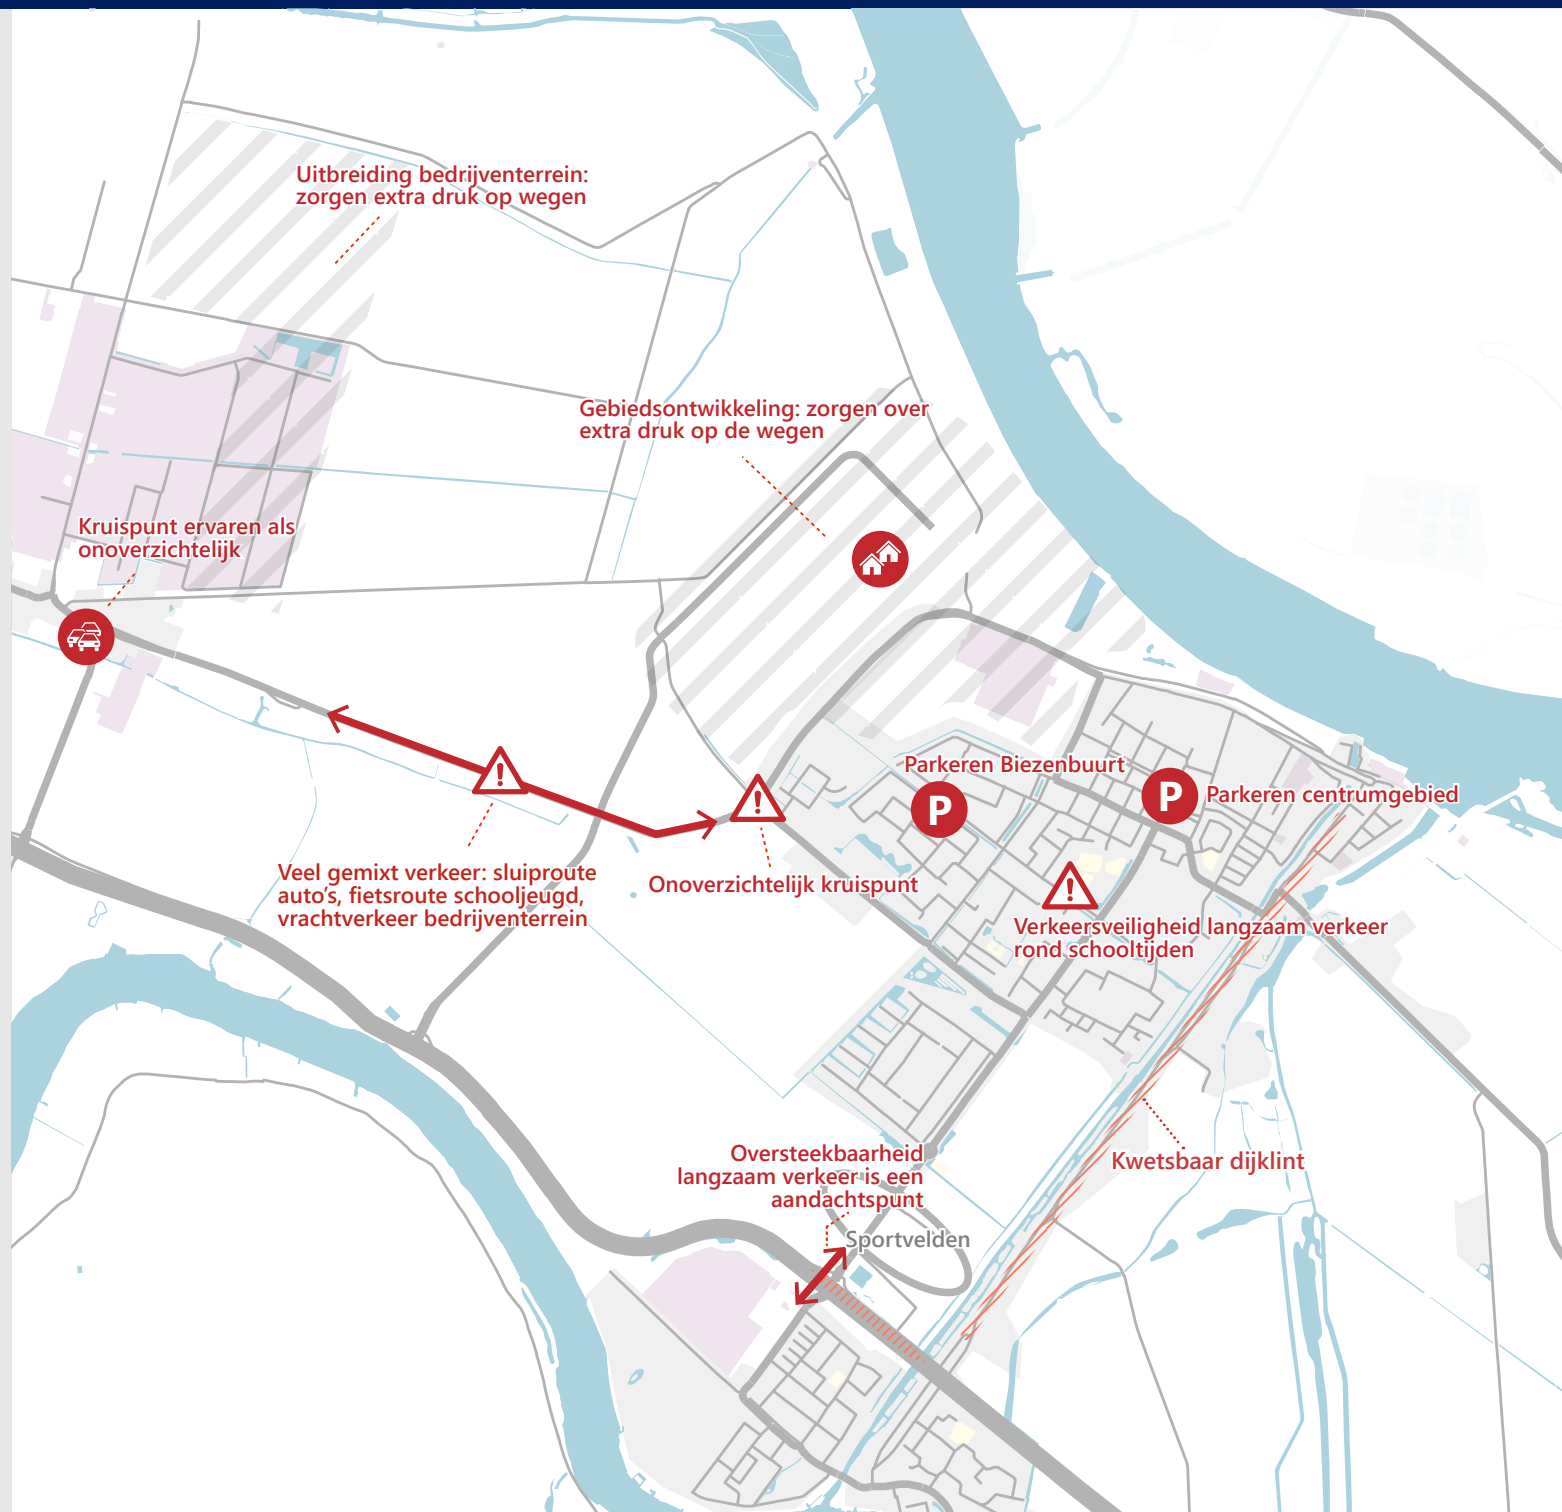 Uitbreiding bedrijventerrein:
zorgen extra druk op wegen
Gebiedsontwikkeling: zorgen over
extra druk op de wegen
Kruispunt ervaren als
onoverzichtelijk
Parkeren Biezenbuurt
P
P
Parkeren centrumgebied
Veel gemixt verkeer: sluiproute
auto's, fietsroute schooljeugd,
vrachtverkeer bedrijventerrein
Onoverzichtelijk kruispunt
Verkeersveiligheid langzaam verkeer
rond schooltijden
Oversteekbaarheid
langzaam verkeer is een
aandachtspunt
Kwetsbaar dijklint
Sportvelden